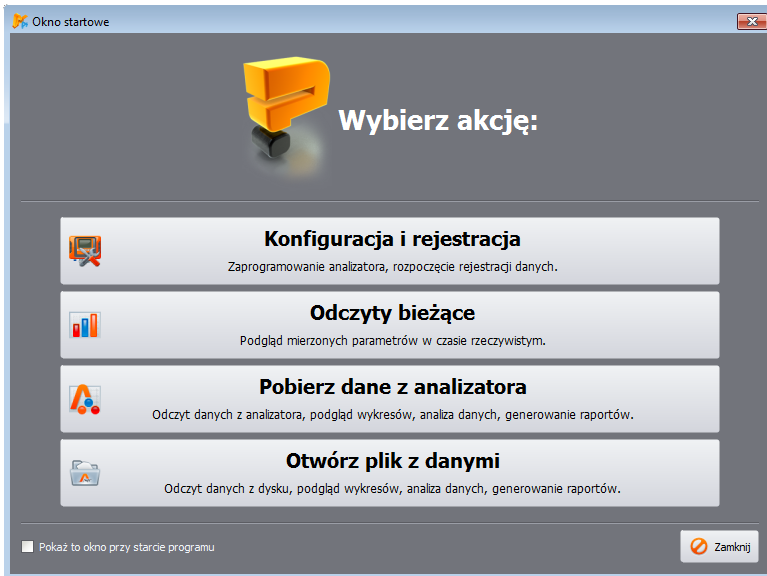 Okno startowe
Wybierz akcję:
Konfiguracja i rejestracja
Zaprogramowanie analizatora, rozpoczęcie rejestracji danych.
Odczyty bieżące
Podgląd mierzonych parametrów w czasie rzeczywistym.
Pobierz dane z analizatora
Odczyt danych z analizatora, podgląd wykresów, analiza danych, generowanie raportów.
Otwórz plik z danymi
Odczyt danych z dysku, podgląd wykresów, analiza danych, generowanie raportów.
Pokaż to okno przy starcie programu
Zamknij